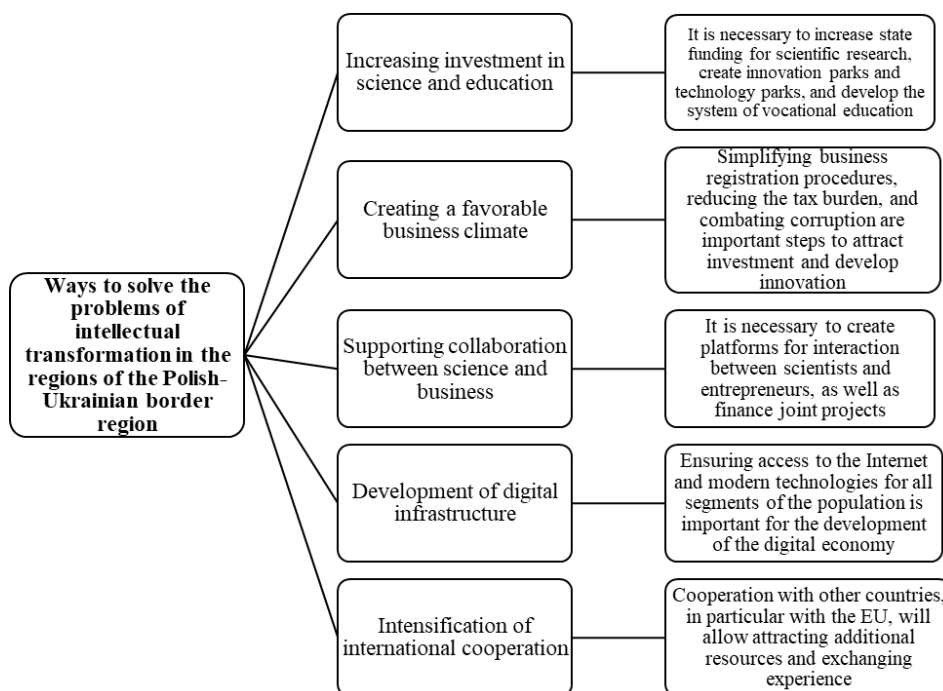 Ways to solve the
problems of
intellectual
transformation in the
regions of the Polish-
Ukrainian border
region
Increasing investment in
science and education
It is necessary to increase state
funding for scientific research,
create innovation parks and
technology parks, and develop the
system of vocational education
Creating a favorable
business climate
Simplifying business
registration procedures,
reducing the tax burden, and
combating corruption are
important steps to attract
investment and develop
innovation
Supporting collaboration
between science and
business
It is necessary to create
platforms for interaction
between scientists and
entrepreneurs, as well as
finance joint projects
Development of digital
infrastructure
Ensuring access to the Internet
and modern technologies for all
segments of the population is
important for the development
of the digital economy
Intensification of
international cooperation
Cooperation with other countries,
in particular with the EU, will
allow attracting additional
resources and exchanging
experience